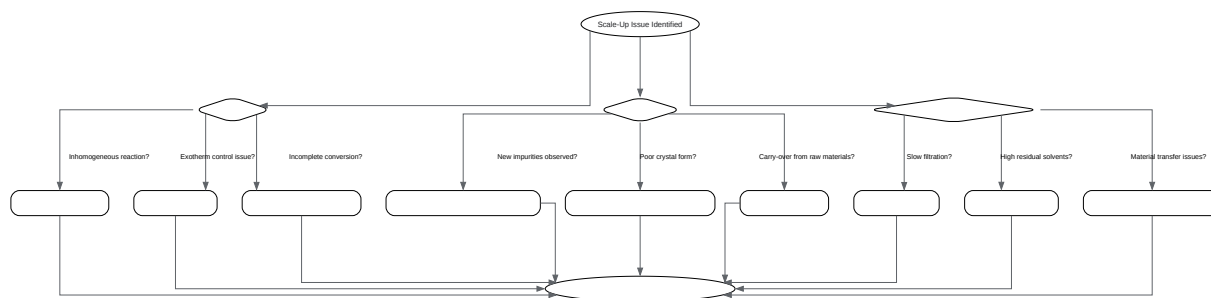 Scale-Up Issue Identified
Inhomogeneous reaction?
Exotherm control issue?
Incomplete conversion?
New impurities observed?
Poor crystal form?
Carry-over from raw materials?
Slow filtration?
High residual solvents?
Material transfer issues?